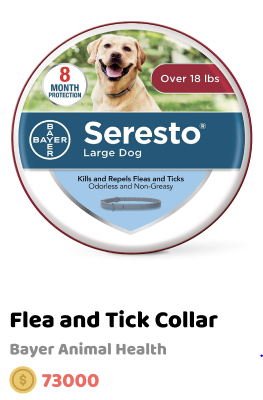 8
MONTH
PROTECTION
Over 18 lbs
BAYER
BAYER
Seresto®
Large Dog
Kills and Repels Fleas and Ticks
Odorless and Non-Greasy
Flea and Tick Collar
Bayer Animal Health
$ 73000